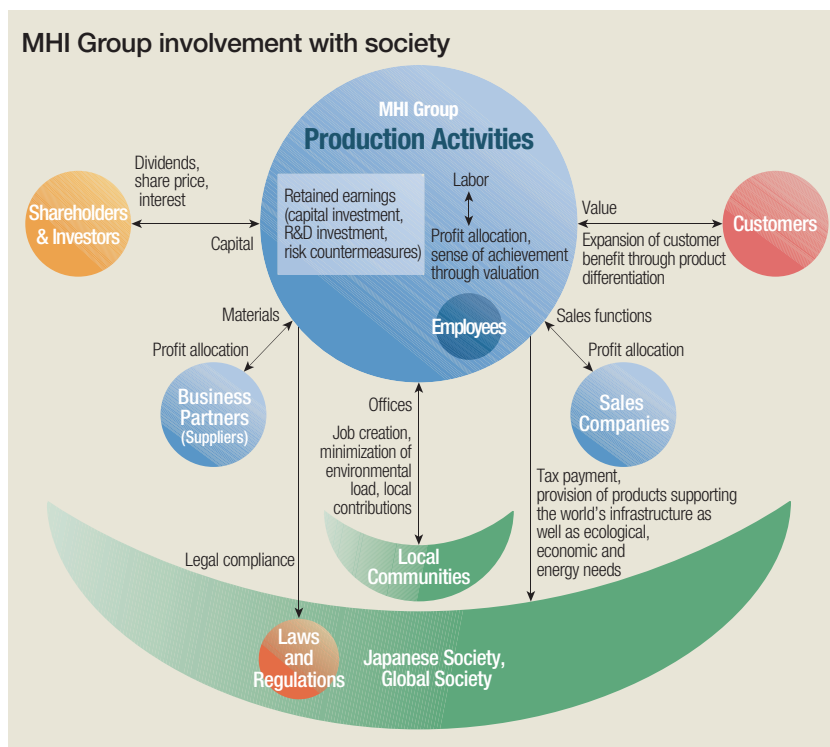 MHI Group involvement with society
MHI Group
Production Activities
Dividends,
share price,
interest
Shareholders
& Investors
Capital
Retained earnings
(capital investment,
R&D investment,
risk countermeasures)
Labor
Profit allocation,
sense of achievement
through valuation
Employees
Value
Expansion of customer
benefit through product
differentiation
Customers
Materials
Profit allocation
Business
Partners
(Suppliers)
Sales functions
Profit allocation
Sales
Companies
Offices
Job creation,
minimization of
environmental
load, local
contributions
Local
Communities
Tax payment,
provision of products supporting
the world's infrastructure as
well as ecological,
economic and
energy needs
Legal compliance
Laws
and
Regulations
Japanese Society,
Global Society